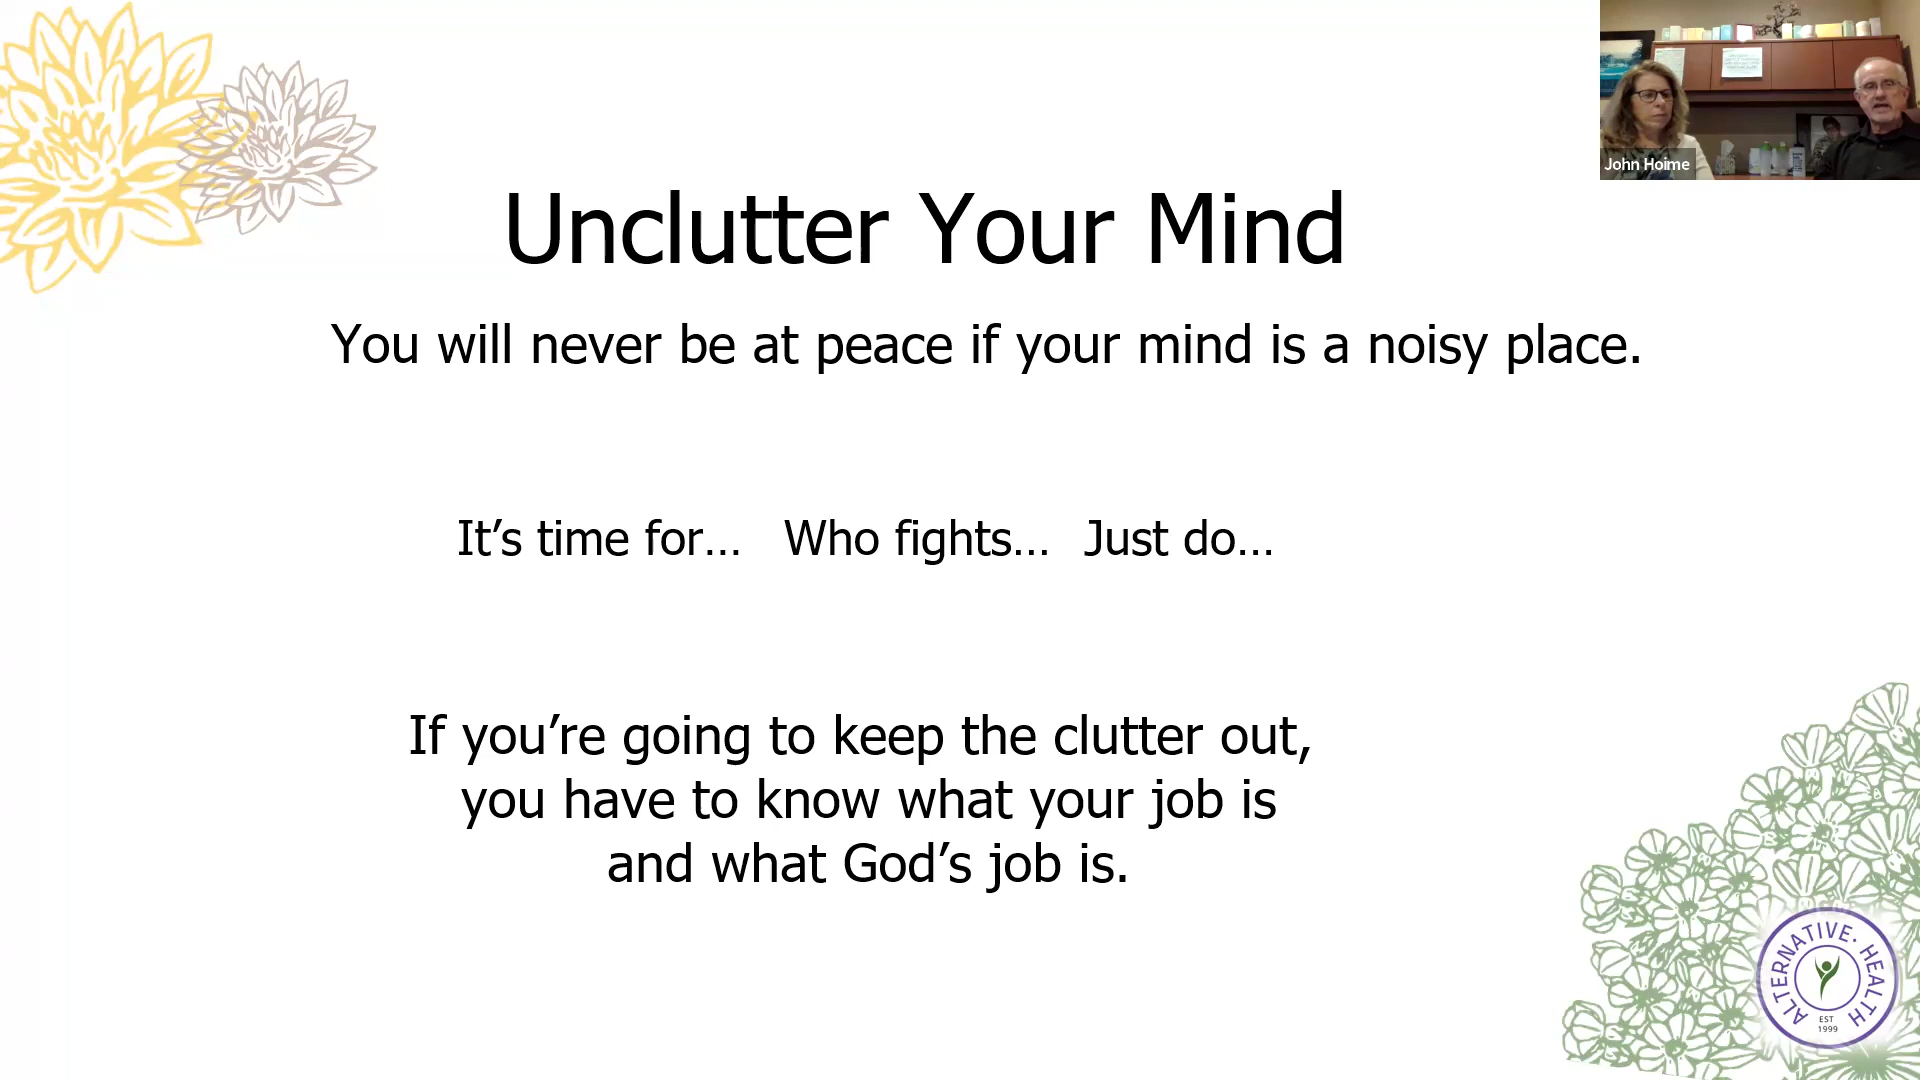 John Hoime
Unclutter Your Mind
You will never be at peace if your mind is a noisy place.
It’s time for… Who fights… Just do…
If you’re going to keep the clutter out,
you have to know what your job is
and what God’s job is.
ALTERNATIVE · HEALTH
EST
1999